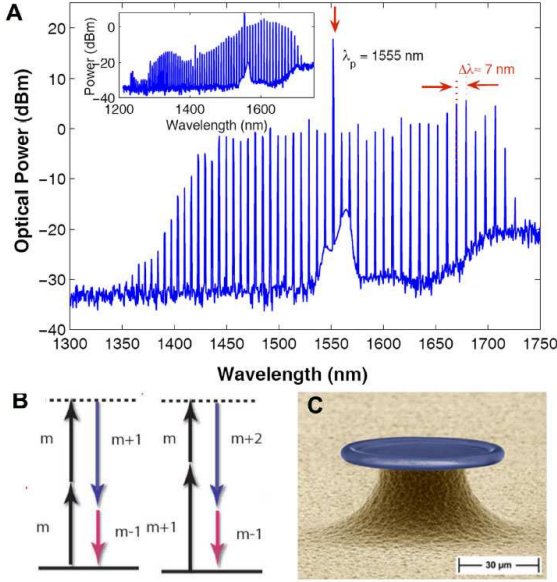 A
20
10
0
−10
−20
−30
−40
Optical Power (dBm)
1300 1350 1400 1450 1500 1550 1600 1650 1700 1750
Wavelength (nm)
0
−20
−40
Power (dBm)
1200 1400 1600
Wavelength (nm)
λp = 1555 nm
Δλ≈ 7 nm
B
m m+1 m m+2
m m-1 m+1 m-1
C
30 µm